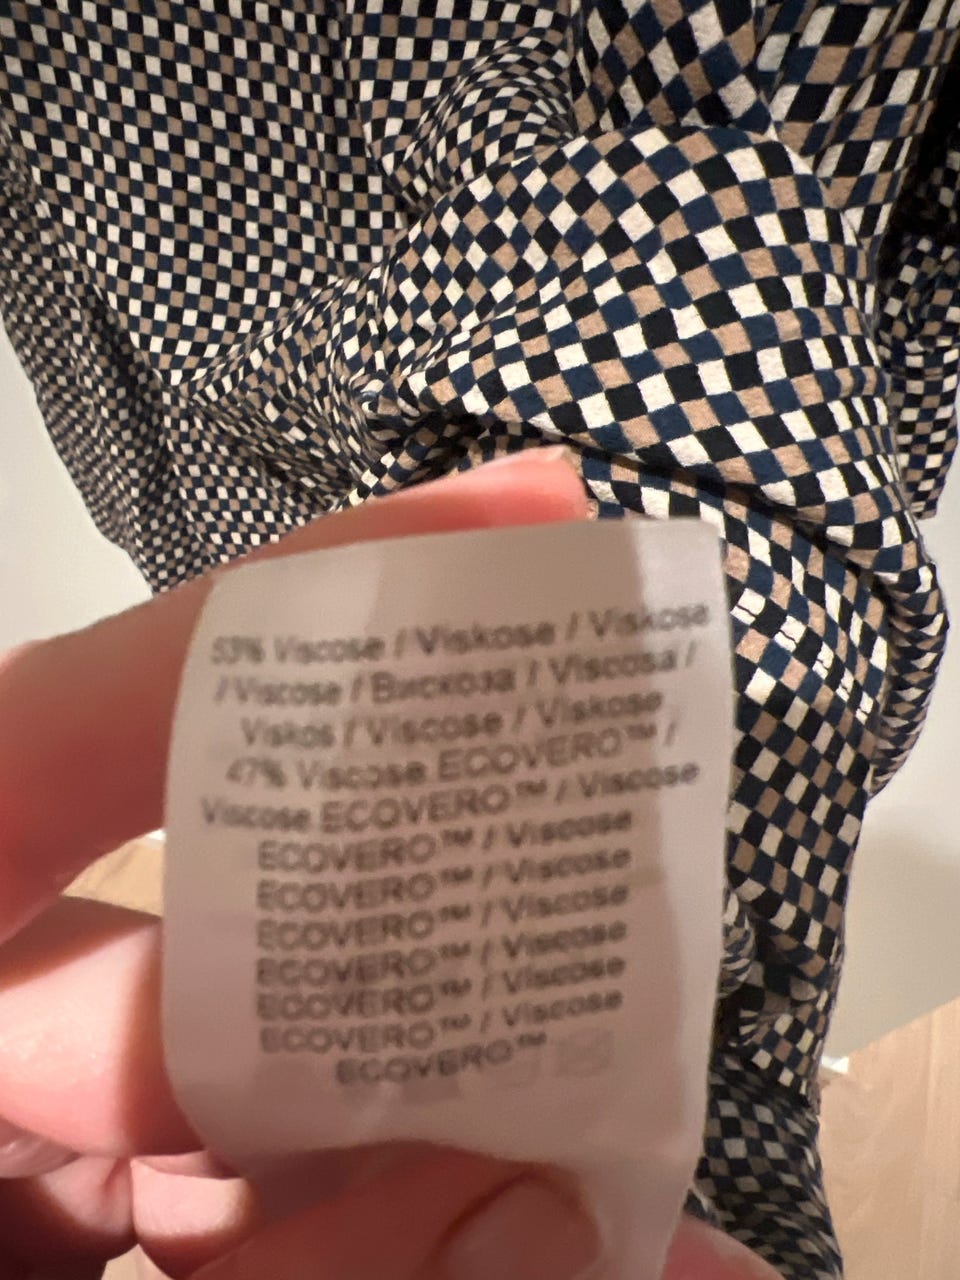 53% Viscose / Viskose / Viskose
/ Viscose / Вискоза / Viscosa /
Viskos / Viscose / Viskose
47% Viscose ECOVERO™ /
Viscose ECOVERO™ / Viscose
ECOVERO™ / Viscose
ECOVERO™ / Viscose
ECOVERO™ / Viscose
ECOVERO™ / Viscose
ECOVERO™ / Viscose
ECOVERO™ / Viscose
ECOVERO™